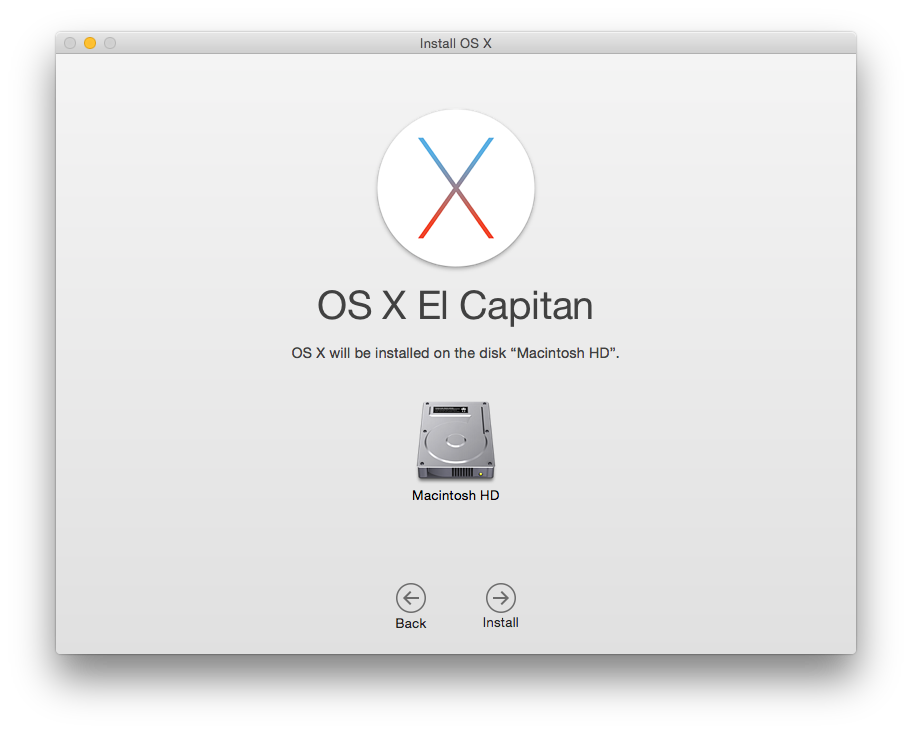 Install OS X
OS X El Capitan
OS X will be installed on the disk “Macintosh HD”.
Macintosh HD
Back
Install